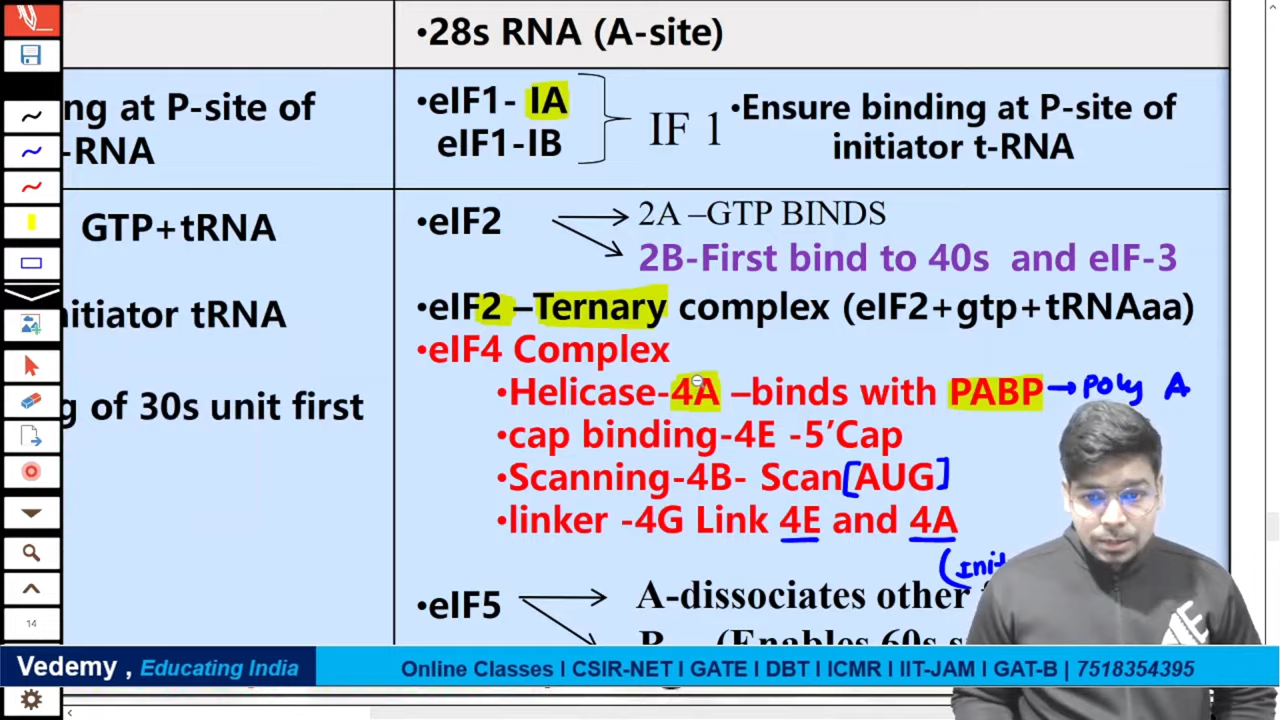 •28s RNA (A-site)
ng at P-site of
-RNA
•eIF1- IA
eIF1-IB
IF 1
•Ensure binding at P-site of
initiator t-RNA
GTP+tRNA
•eIF2
2A –GTP BINDS
2B-First bind to 40s and eIF-3
nitiator tRNA
•eIF2 –Ternary complex (eIF2+gtp+tRNAaa)
•eIF4 Complex
g of 30s unit first
•Helicase-4A –binds with PABP → Poly A
•cap binding-4E -5’Cap
•Scanning-4B- Scan[AUG]
•linker -4G Link 4E and 4A
(Init
•eIF5
A-dissociates other
(Enables 60s s
14
Vedemy , Educating India
Online Classes I CSIR-NET I GATE I DBT I ICMR I IIT-JAM I GAT-B | 7518354395